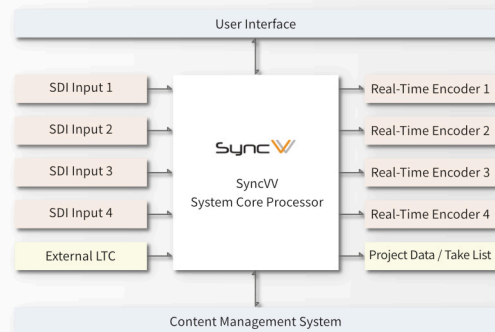 User Interface
SDI Input 1
SDI Input 2
SDI Input 3
SDI Input 4
External LTC
SyncVV
SyncVV
System Core Processor
Real-Time Encoder 1
Real-Time Encoder 2
Real-Time Encoder 3
Real-Time Encoder 4
Project Data / Take List
Content Management System